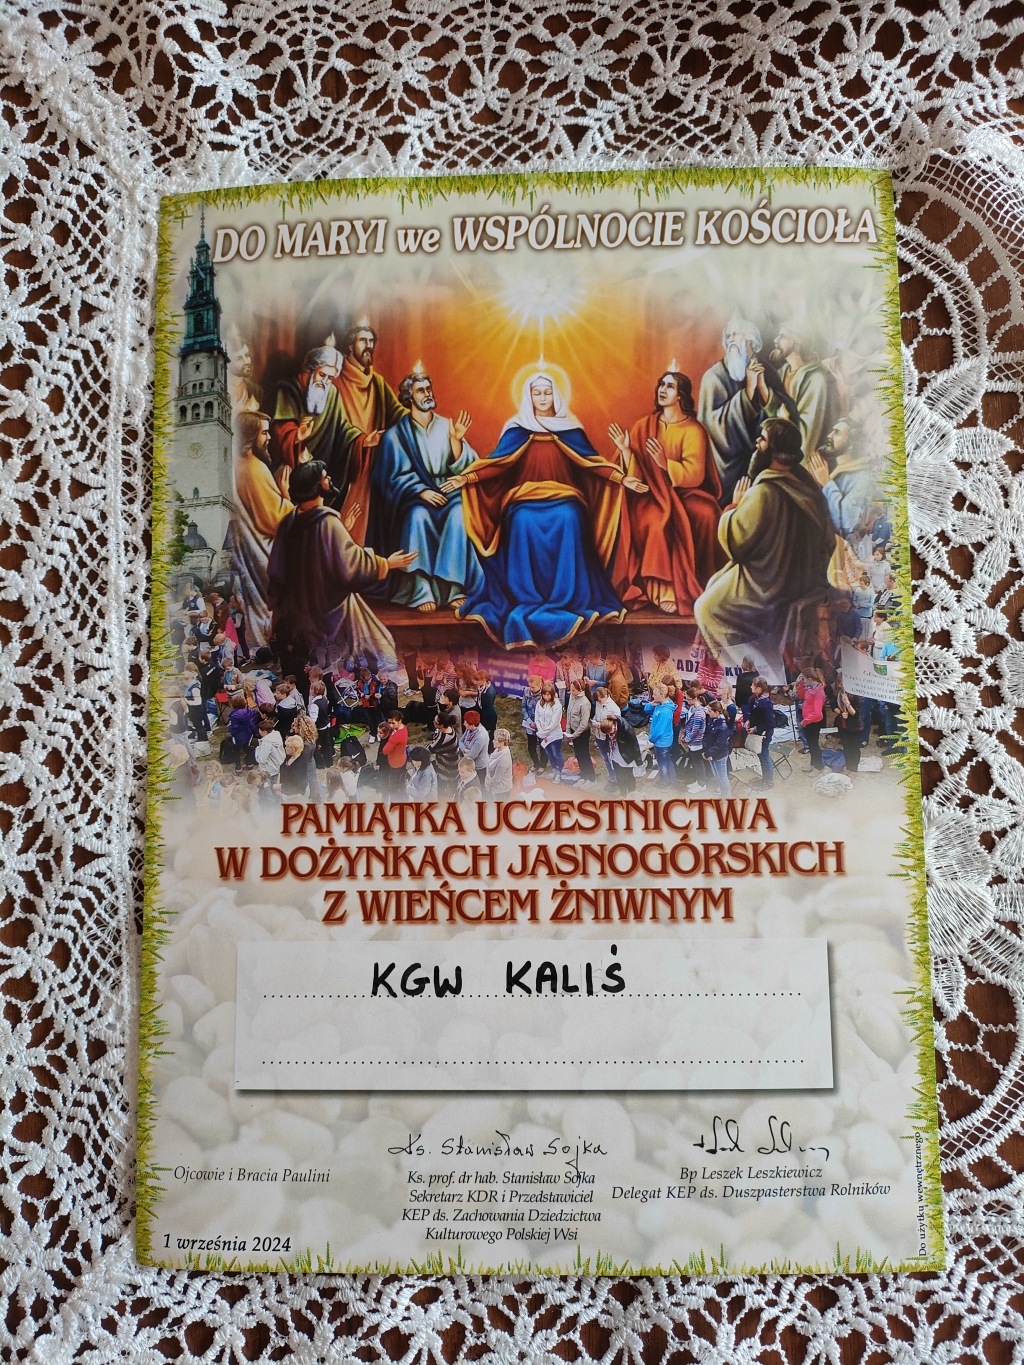 DO MARYI we WSPÓLNOCIE KOŚCIOŁA
PAMIĄTKA UCZESTNICTWA
W DOŻYNKACH JASNOGÓRSKICH
Z WIEŃCEM ŻNIWNYM
KGW KALIŚ
Ks. Stanisław Sojka
Ojcowie i Bracia Paulini
Ks. prof. dr hab. Stanisław Sojka
Sekretarz KDR i Przedstawiciel
KEP ds. Zachowania Dziedzictwa
Kulturowego Polskiej Wsi
Bp Leszek Leszkiewicz
Delegat KEP ds. Duszpasterstwa Rolników
1 września 2024
Do użytku wewnętrznego